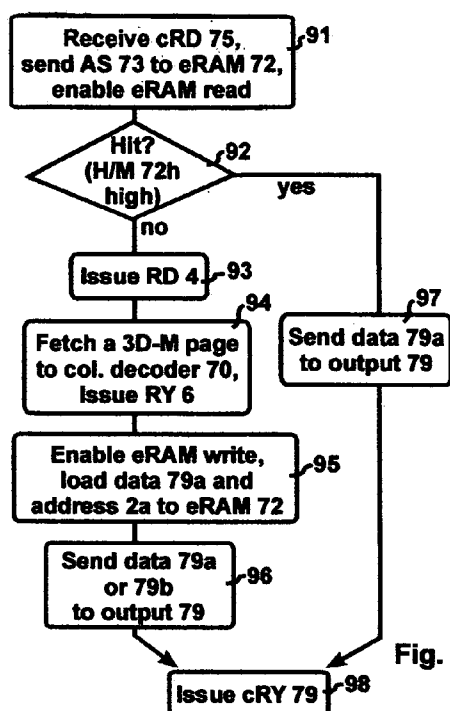 Receive cRD 75,
send AS 73 to eRAM 72,
enable eRAM read
91
Hit?
(H/M 72h
high)
92
yes
no
Issue RD 4
93
94
Fetch a 3D-M page
to col. decoder 70,
Issue RY 6
97
Send data 79a
to output 79
Enable eRAM write,
load data 79a and
address 2a to eRAM 72
95
Send data 79a
or 79b
to output 79
96
Fig.
Issue cRY 79
98